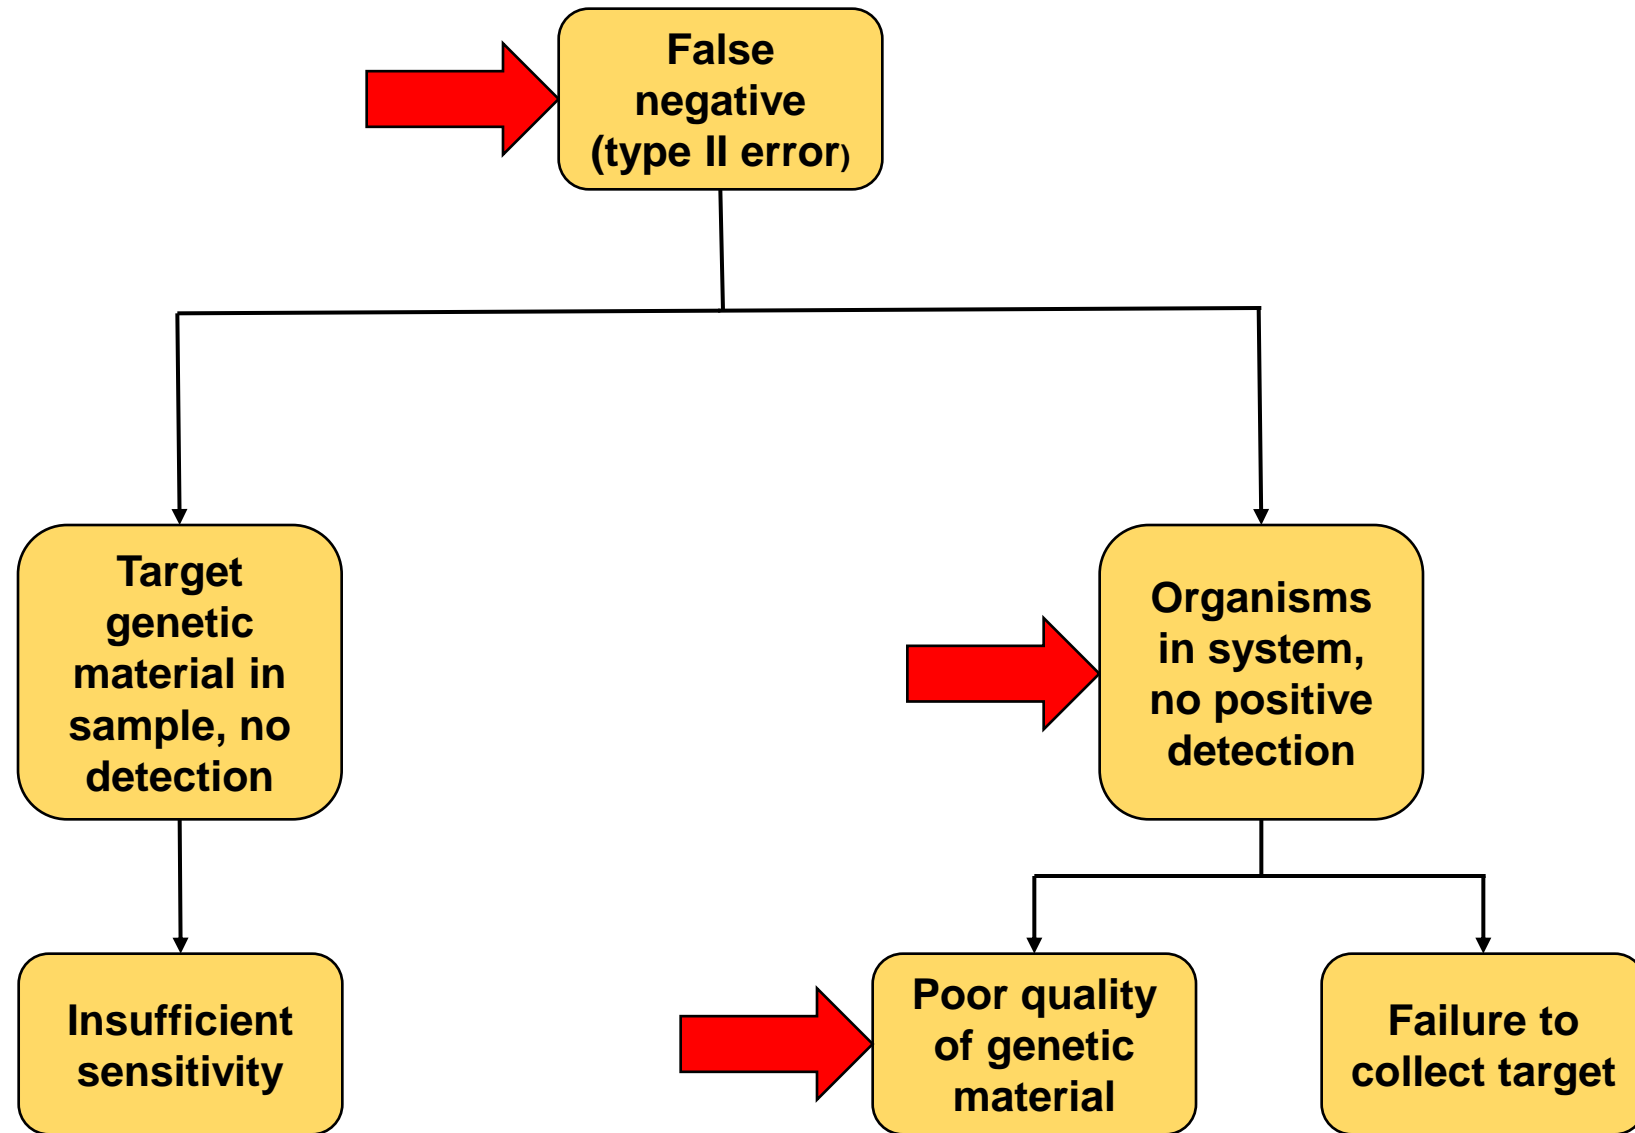 False
negative
(type II error)
Target
genetic
material in
sample, no
detection
Organisms
in system,
no positive
detection
Insufficient
sensitivity
Poor quality
of genetic
material
Failure to
collect target